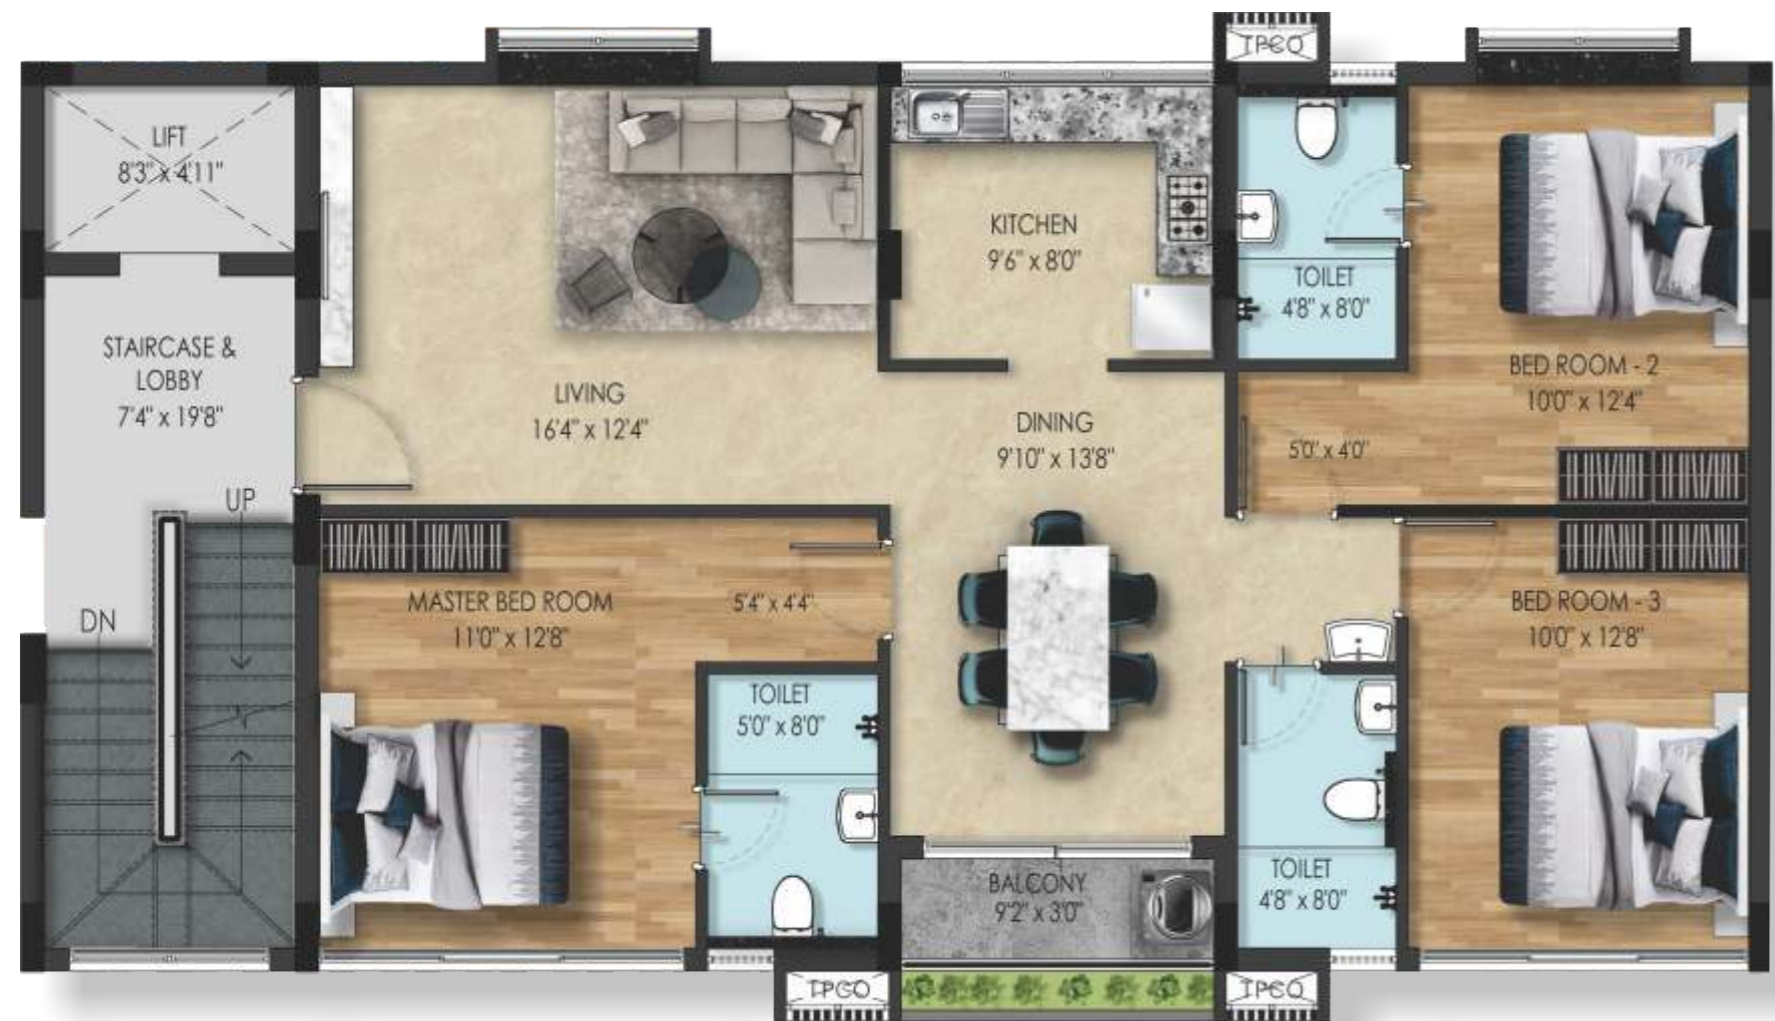 TPCO
LIFT
8'3" x 4'11"
KITCHEN
9'6" x 8'0"
TOILET
4'8" x 8'0"
STAIRCASE &
LOBBY
7'4" x 19'8"
LIVING
16'4" x 12'4"
DINING
9'10" x 13'8"
BED ROOM - 2
10'0" x 12'4"
5'0" x 4'0"
UP
DN
MASTER BED ROOM
11'0" x 12'8"
5'4" x 4'4"
BED ROOM - 3
10'0" x 12'8"
TOILET
5'0" x 8'0"
BALCONY
9'2" x 3'0"
TOILET
4'8" x 8'0"
TPCO
TPCO